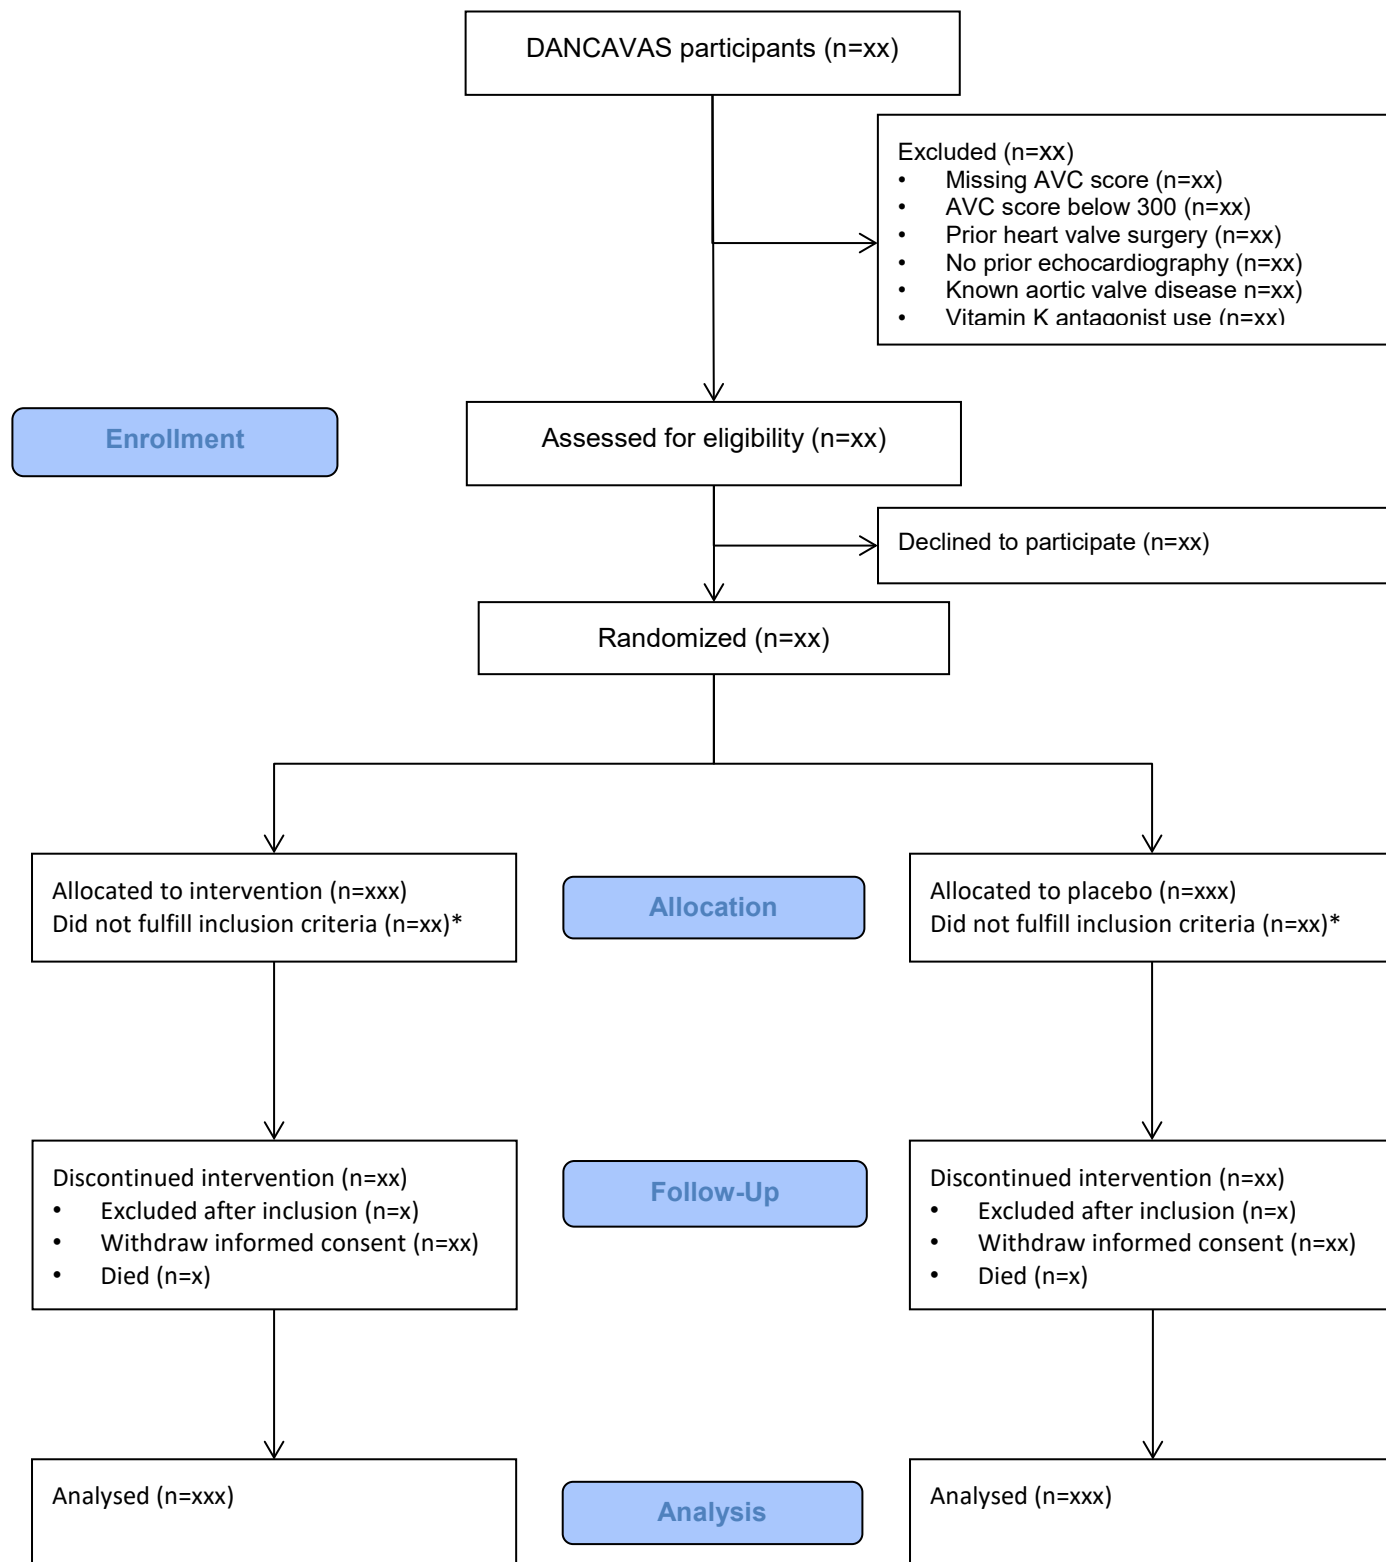 DANCAVAS participants (n=xx)
Excluded (n=xx)
• Missing AVC score (n=xx)
• AVC score below 300 (n=xx)
• Prior heart valve surgery (n=xx)
• No prior echocardiography (n=xx)
• Known aortic valve disease n=xx)
• Vitamin K antagonist use (n=xx)
Enrollment
Assessed for eligibility (n=xx)
Declined to participate (n=xx)
Randomized (n=xx)
Allocated to intervention (n=xxx)
Did not fulfill inclusion criteria (n=xx)*
Allocation
Allocated to placebo (n=xxx)
Did not fulfill inclusion criteria (n=xx)*
Discontinued intervention (n=xx)
• Excluded after inclusion (n=x)
• Withdraw informed consent (n=xx)
• Died (n=x)
Follow-Up
Discontinued intervention (n=xx)
• Excluded after inclusion (n=x)
• Withdraw informed consent (n=xx)
• Died (n=x)
Analysed (n=xxx)
Analysis
Analysed (n=xxx)